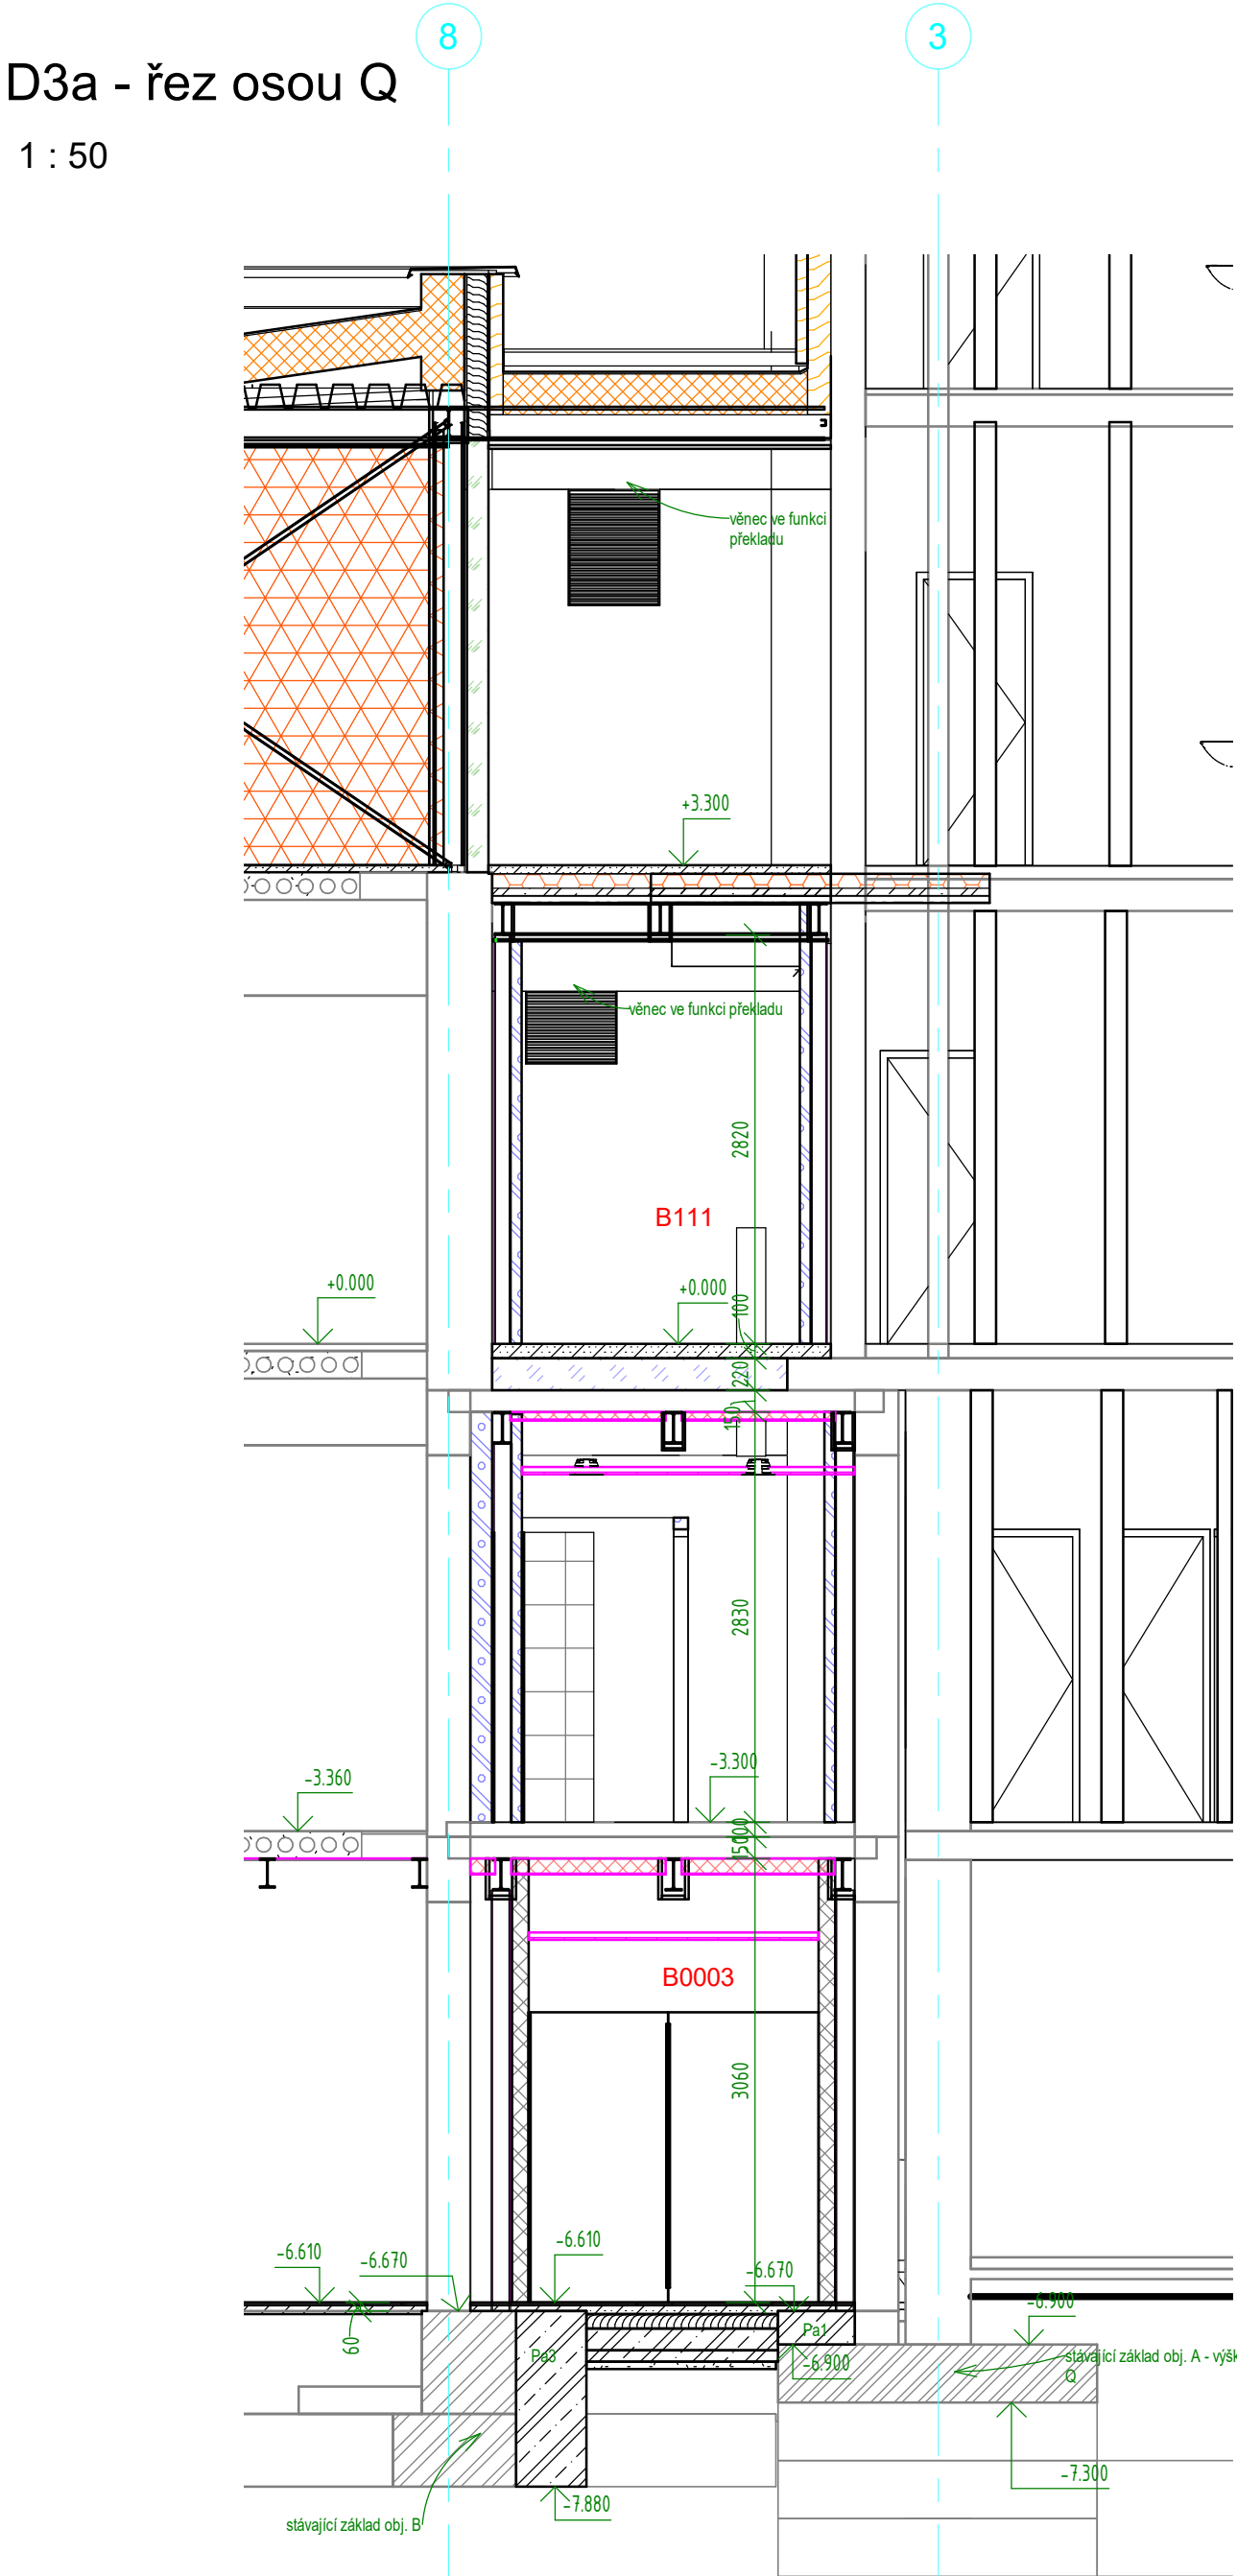 8
3
D3a - řez osou Q
1 : 50
věnec ve funkci
překladu
+3.300
věnec ve funkci překladu
2820
B111
+0.000
+0.000
100
220
150
2830
-3.360
-3.300
B0003
3060
-6.610
-6.670
-6.610
-6.670
-6.900
60
Pa3
Pa1
-6.900
stávající základ obj. A - výšk
Q
-7.300
-7.880
stávající základ obj. B